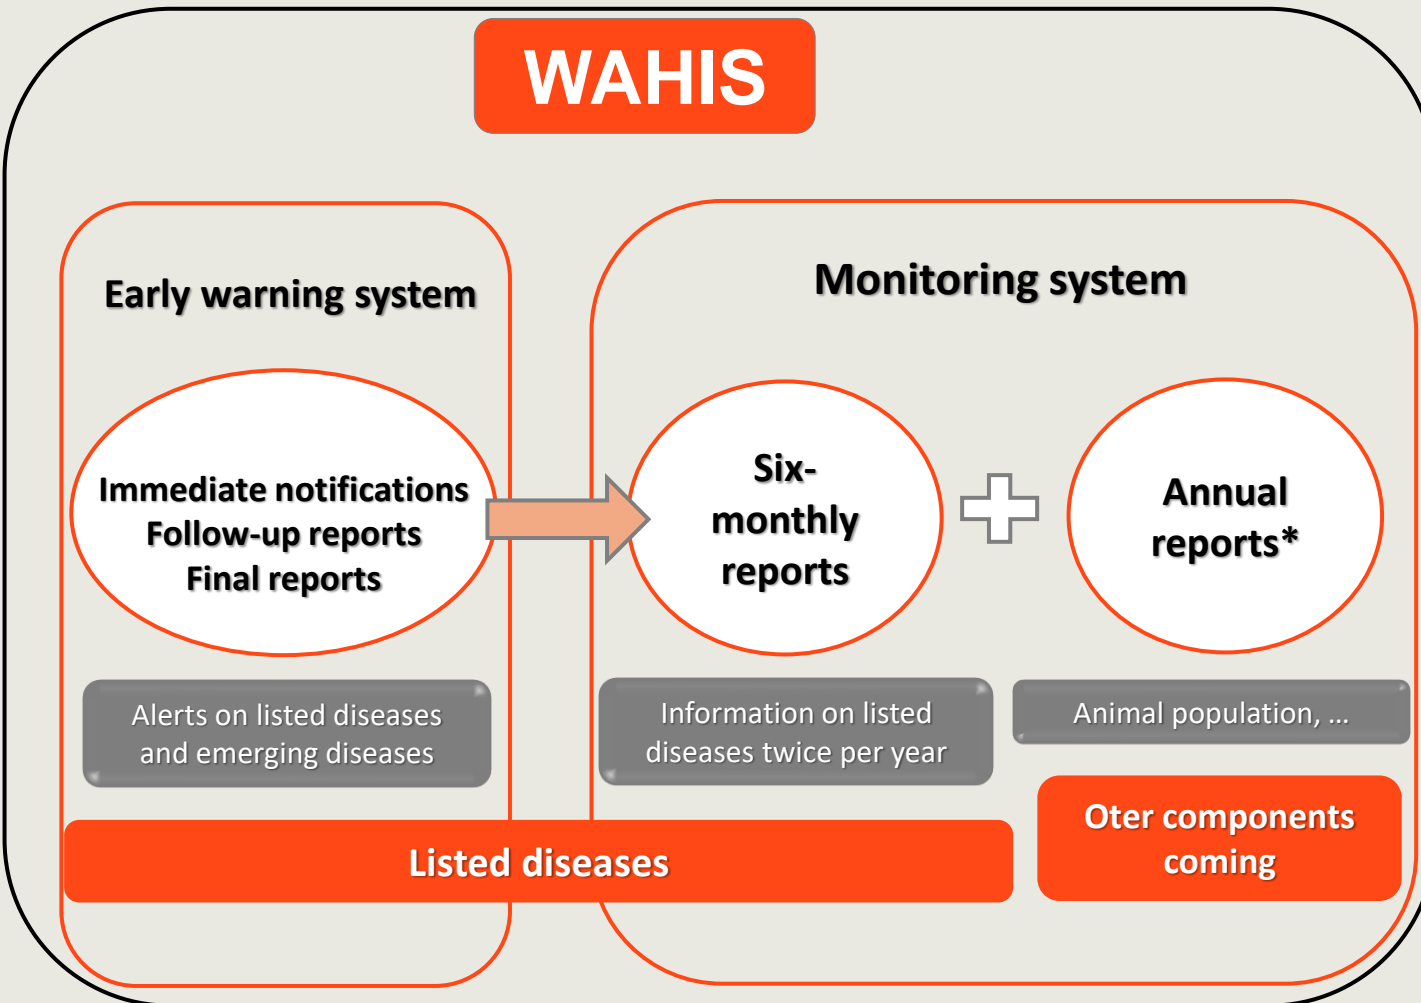 WAHIS
Early warning system
Immediate notifications
Follow-up reports
Final reports
Alerts on listed diseases
and emerging diseases
Monitoring system
Six-
monthly
reports
Information on listed
diseases twice per year
Annual
reports*
Animal population, ...
Oter components
coming
Listed diseases